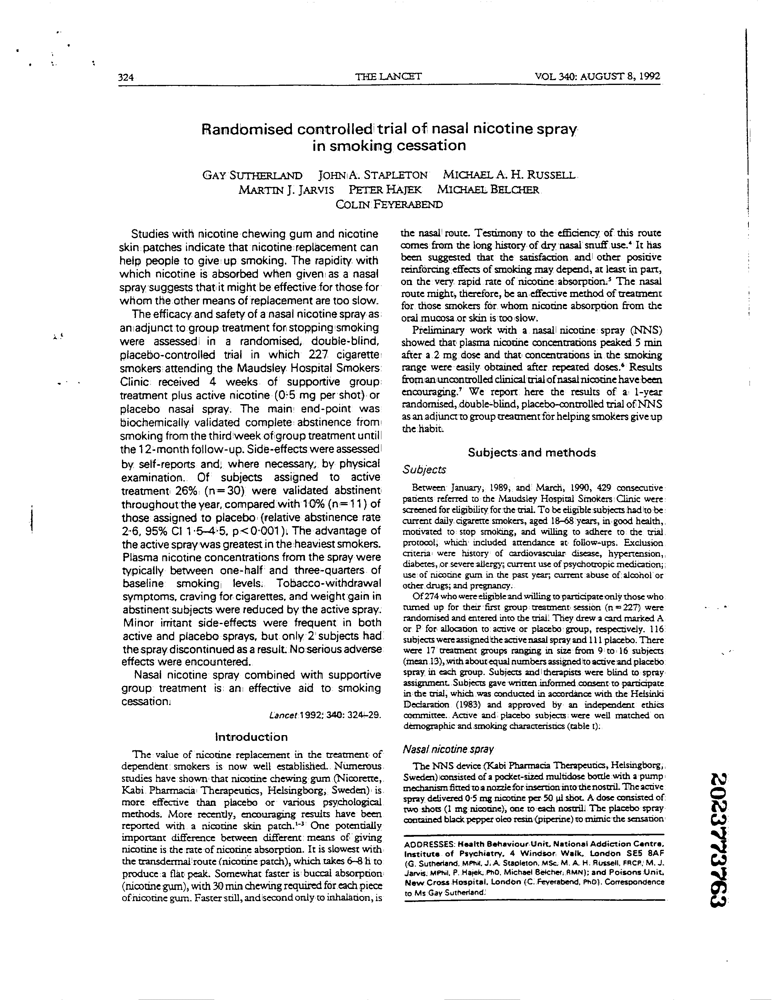 324
THE LANCET
VOL 340: AUGUST 8, 1992
Randomised controlled trial of nasal nicotine spray
in smoking cessation
GAY SUTHERLAND JOHN A. STAPLETON MICHAEL A. H. RUSSELL
MARTIN J. JARVIS PETER HAJEK MICHAEL BELCHER
COLIN FEYERABEND
Studies with nicotine chewing gum and nicotine
skin patches indicate that nicotine replacement can
help people to give up smoking. The rapidity with
which nicotine is absorbed when given as a nasal
spray suggests that it might be effective for those for
whom the other means of replacement are too slow.
The efficacy and safety of a nasal nicotine spray as
an adjunct to group treatment for stopping smoking
were assessed in a randomised, double-blind,
placebo-controlled trial in which 227 cigarette
smokers attending the Maudsley Hospital Smokers
Clinic received 4 weeks of supportive group
treatment plus active nicotine (0·5 mg per shot) or
placebo nasal spray. The main end-point was
biochemically validated complete abstinence from
smoking from the third week of group treatment until
the 12-month follow-up. Side-effects were assessed
by self-reports and, where necessary, by physical
examination. Of subjects assigned to active
treatment 26% (n=30) were validated abstinent
throughout the year, compared with 10% (n=11) of
those assigned to placebo (relative abstinence rate
2·6, 95% CI 1·5–4·5, p<0·001). The advantage of
the active spray was greatest in the heaviest smokers.
Plasma nicotine concentrations from the spray were
typically between one-half and three-quarters of
baseline smoking levels. Tobacco-withdrawal
symptoms, craving for cigarettes, and weight gain in
abstinent subjects were reduced by the active spray.
Minor irritant side-effects were frequent in both
active and placebo sprays, but only 2 subjects had
the spray discontinued as a result. No serious adverse
effects were encountered.
Nasal nicotine spray combined with supportive
group treatment is an effective aid to smoking
cessation.
Lancet 1992; 340: 324–29.
Introduction
The value of nicotine replacement in the treatment of
dependent smokers is now well established. Numerous
studies have shown that nicotine chewing gum (Nicorette,
Kabi Pharmacia Therapeutics, Helsingborg, Sweden) is
more effective than placebo or various psychological
methods. More recently, encouraging results have been
reported with a nicotine skin patch.1–3 One potentially
important difference between different means of giving
nicotine is the rate of nicotine absorption. It is slowest with
the transdermal route (nicotine patch), which takes 6–8 h to
produce a flat peak. Somewhat faster is buccal absorption
(nicotine gum), with 30 min chewing required for each piece
of nicotine gum. Faster still, and second only to inhalation, is
the nasal route. Testimony to the efficiency of this route
comes from the long history of dry nasal snuff use.4 It has
been suggested that the satisfaction and other positive
reinforcing effects of smoking may depend, at least in part,
on the very rapid rate of nicotine absorption.5 The nasal
route might, therefore, be an effective method of treatment
for those smokers for whom nicotine absorption from the
oral mucosa or skin is too slow.
Preliminary work with a nasal nicotine spray (NNS)
showed that plasma nicotine concentrations peaked 5 min
after a 2 mg dose and that concentrations in the smoking
range were easily obtained after repeated doses.6 Results
from an uncontrolled clinical trial of nasal nicotine have been
encouraging.7 We report here the results of a 1-year
randomised, double-blind, placebo-controlled trial of NNS
as an adjunct to group treatment for helping smokers give up
the habit.
Subjects and methods
Subjects
Between January, 1989, and March, 1990, 429 consecutive
patients referred to the Maudsley Hospital Smokers Clinic were
screened for eligibility for the trial. To be eligible subjects had to be
current daily cigarette smokers, aged 18–68 years, in good health,
motivated to stop smoking, and willing to adhere to the trial
protocol, which included attendance at follow-ups. Exclusion
criteria were history of cardiovascular disease, hypertension,
diabetes, or severe allergy; current use of psychotropic medication;
use of nicotine gum in the past year; current abuse of alcohol or
other drugs; and pregnancy.
Of 274 who were eligible and willing to participate only those who
turned up for their first group treatment session (n=227) were
randomised and entered into the trial. They drew a card marked A
or P for allocation to active or placebo group, respectively. 116
subjects were assigned the active nasal spray and 111 placebo. There
were 17 treatment groups ranging in size from 9 to 16 subjects
(mean 13), with about equal numbers assigned to active and placebo
spray in each group. Subjects and therapists were blind to spray
assignment. Subjects gave written informed consent to participate
in the trial, which was conducted in accordance with the Helsinki
Declaration (1983) and approved by an independent ethics
committee. Active and placebo subjects were well matched on
demographic and smoking characteristics (table I).
Nasal nicotine spray
The NNS device (Kabi Pharmacia Therapeutics, Helsingborg,
Sweden) consisted of a pocket-sized multidose bottle with a pump
mechanism fitted to a nozzle for insertion into the nostril. The active
spray delivered 0·5 mg nicotine per 50 µl shot. A dose consisted of
two shots (1 mg nicotine), one to each nostril. The placebo spray
contained black pepper oleo resin (piperine) to mimic the sensation
ADDRESSES: Health Behaviour Unit, National Addiction Centre,
Institute of Psychiatry, 4 Windsor Walk, London SE5 8AF
(G. Sutherland, MPhil, J. A. Stapleton, MSc, M. A. H. Russell, FRCP, M. J.
Jarvis, MPhil, P. Hajek, PhD, Michael Belcher, RMN); and Poisons Unit,
New Cross Hospital, London (C. Feyerabend, PhD). Correspondence
to Ms Gay Sutherland.
2023773763